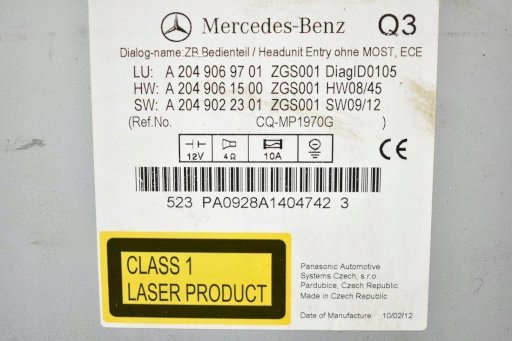 Mercedes-Benz Q3
Dialog-name:ZR.Bedienteil / Headunit Entry ohne MOST, ECE
LU: A 204 906 97 01 ZGS001 DiagID0105
HW: A 204 906 15 00 ZGS001 HW08/45
SW: A 204 902 23 01 ZGS001 SW09/12
(Ref.No. CQ-MP1970G )
12V 4Ω 10A
CE
523 PA0928A1404742 3
CLASS 1
LASER PRODUCT
Panasonic Automotive
Systems Czech, s.r.o.
Pardubice, Czech Republic
Made in Czech Republic
Date of Manufacture 10/02/12